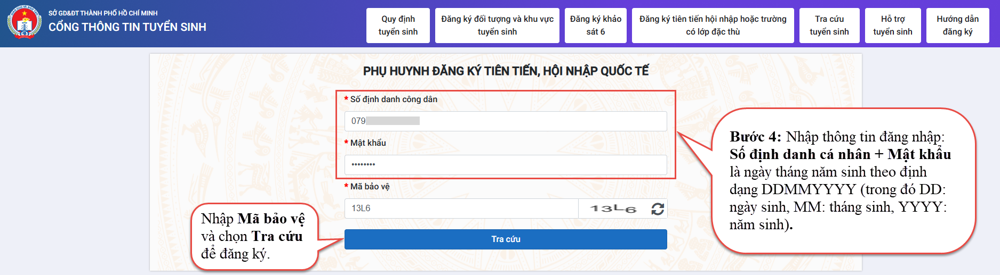 SỞ GD&ĐT THÀNH PHỐ HỒ CHÍ MINH
CỔNG THÔNG TIN TUYỂN SINH
Quy định
tuyển sinh
Đăng ký đối tượng và khu vực
tuyển sinh
Đăng ký khảo
sát 6
Đăng ký tiên tiến hội nhập hoặc trường
có lớp đặc thù
Tra cứu
tuyển sinh
Hỗ trợ
tuyển sinh
Hướng dẫn
đăng ký
PHỤ HUYNH ĐĂNG KÝ TIÊN TIẾN, HỘI NHẬP QUỐC TẾ
* Số định danh công dân
079
* Mật khẩu
••••••••
* Mã bảo vệ
13L6
13L6
Tra cứu
Nhập Mã bảo vệ
và chọn Tra cứu
để đăng ký.
Bước 4: Nhập thông tin đăng nhập:
Số định danh cá nhân + Mật khẩu
là ngày tháng năm sinh theo định
dạng DDMMYYYY (trong đó DD:
ngày sinh, MM: tháng sinh, YYYY:
năm sinh).